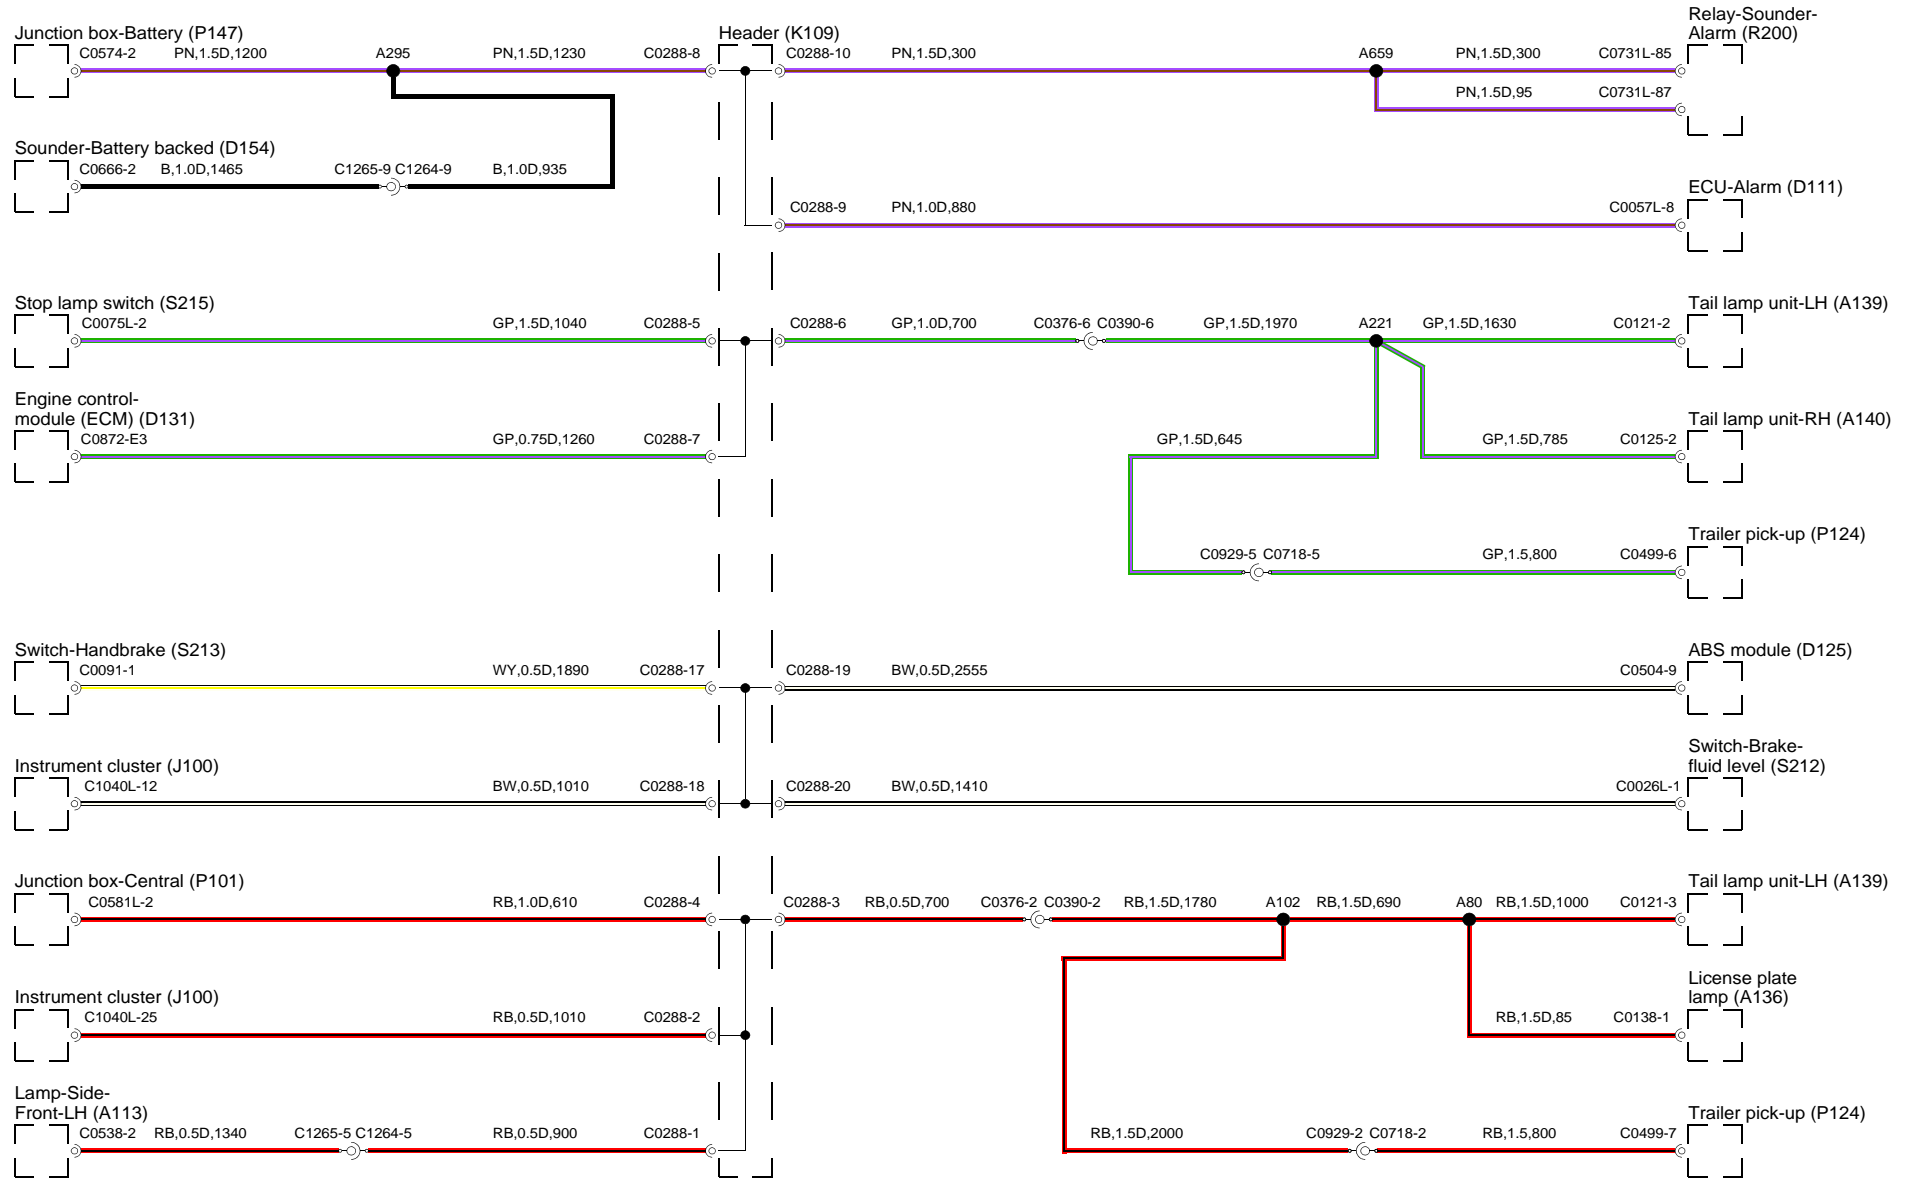 Junction box-Battery (P147)
C0574-2 PN,1.5D,1200 A295 PN,1.5D,1230 C0288-8
Header (K109)
C0288-10 PN,1.5D,300 A659 PN,1.5D,300 C0731L-85
Relay-Sounder-
Alarm (R200)
PN,1.5D,95 C0731L-87
Sounder-Battery backed (D154)
C0666-2 B,1.0D,1465 C1265-9 C1264-9 B,1.0D,935
ECU-Alarm (D111)
C0288-9 PN,1.0D,880 C0057L-8
Stop lamp switch (S215)
C0075L-2 GP,1.5D,1040 C0288-5
C0288-6 GP,1.0D,700 C0376-6 C0390-6 GP,1.5D,1970 A221 GP,1.5D,1630 C0121-2
Tail lamp unit-LH (A139)
Engine control-
module (ECM) (D131)
C0872-E3 GP,0.75D,1260 C0288-7
Tail lamp unit-RH (A140)
GP,1.5D,645 GP,1.5D,785 C0125-2
Trailer pick-up (P124)
C0929-5 C0718-5 GP,1.5,800 C0499-6
Switch-Handbrake (S213)
C0091-1 WY,0.5D,1890 C0288-17
C0288-19 BW,0.5D,2555 C0504-9
ABS module (D125)
Instrument cluster (J100)
C1040L-12 BW,0.5D,1010 C0288-18
C0288-20 BW,0.5D,1410 C0026L-1
Switch-Brake-
fluid level (S212)
Junction box-Central (P101)
C0581L-2 RB,1.0D,610 C0288-4
C0288-3 RB,0.5D,700 C0376-2 C0390-2 RB,1.5D,1780 A102 RB,1.5D,690 A80 RB,1.5D,1000 C0121-3
Tail lamp unit-LH (A139)
Instrument cluster (J100)
C1040L-25 RB,0.5D,1010 C0288-2
License plate
lamp (A136)
RB,1.5D,85 C0138-1
Lamp-Side-
Front-LH (A113)
C0538-2 RB,0.5D,1340 C1265-5 C1264-5 RB,0.5D,900 C0288-1
Trailer pick-up (P124)
RB,1.5D,2000 C0929-2 C0718-2 RB,1.5,800 C0499-7